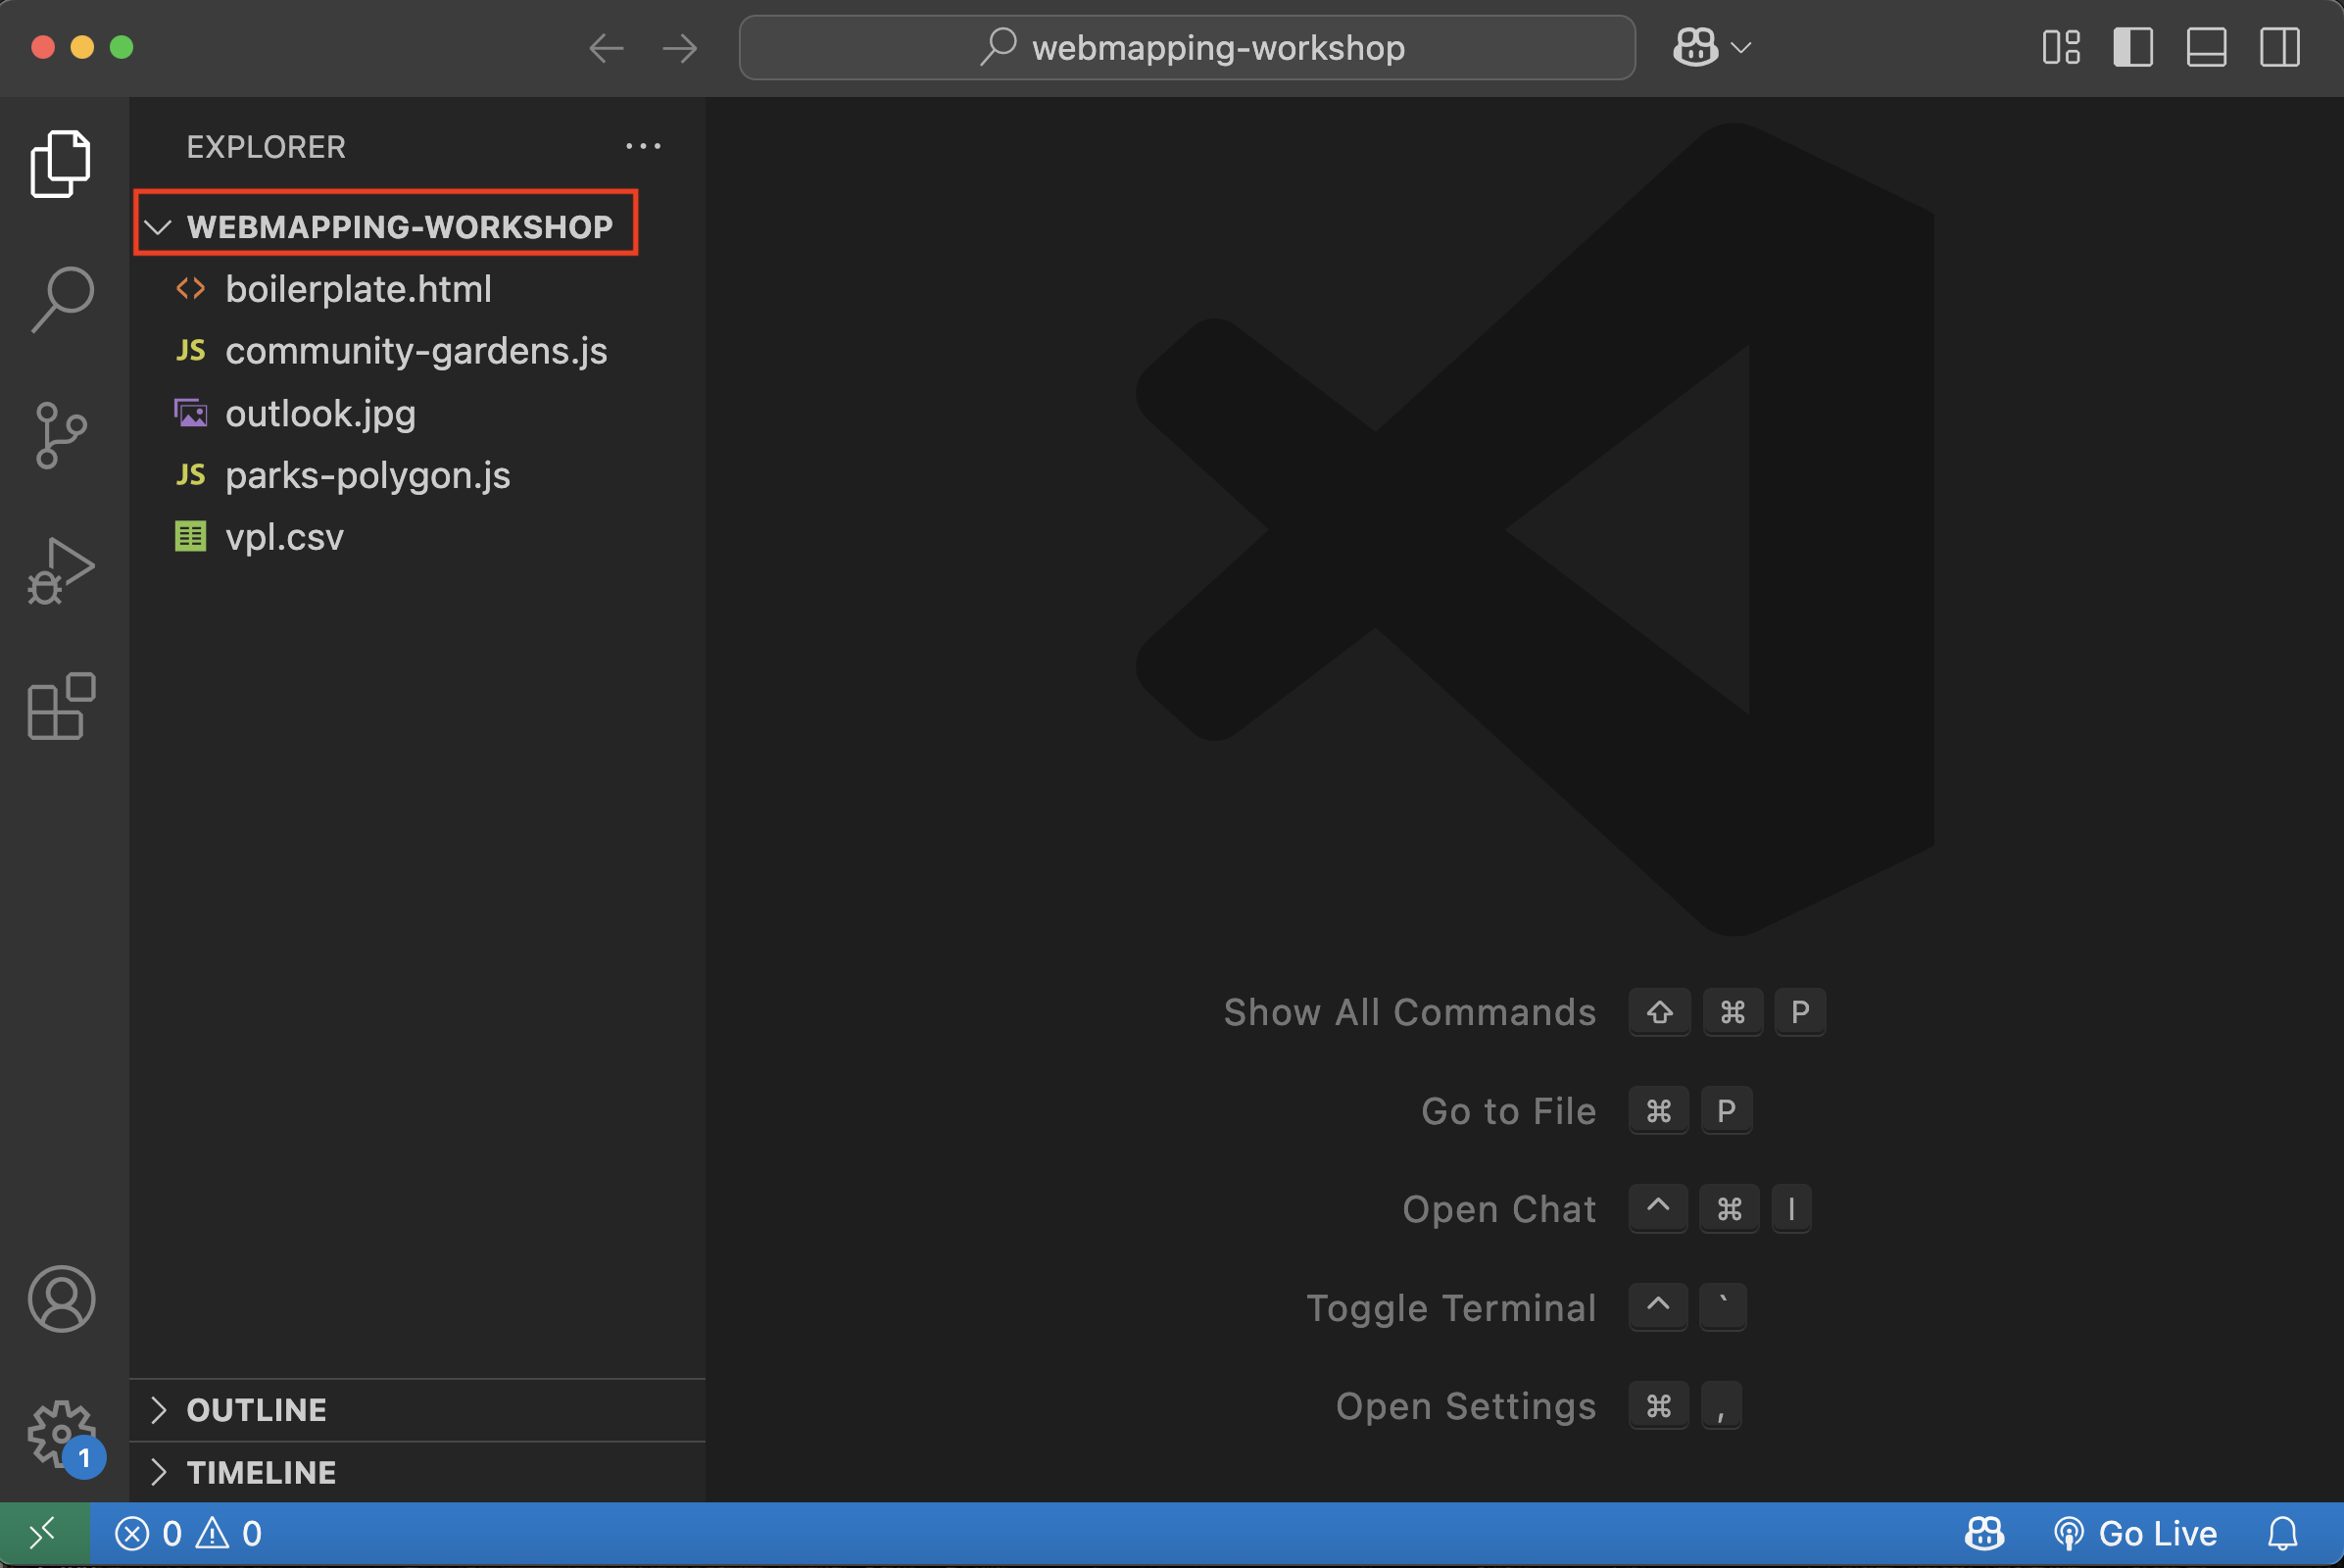 webmapping-workshop
EXPLORER
WEBMAPPING-WORKSHOP
<> boilerplate.html
JS community-gardens.js
outlook.jpg
JS parks-polygon.js
vpl.csv
Show All Commands ⇧ ⌘ P
Go to File ⌘ P
Open Chat ^ ⌘ I
Toggle Terminal ^ `
Open Settings ⌘ ,
OUTLINE
1
TIMELINE
0 0
Go Live